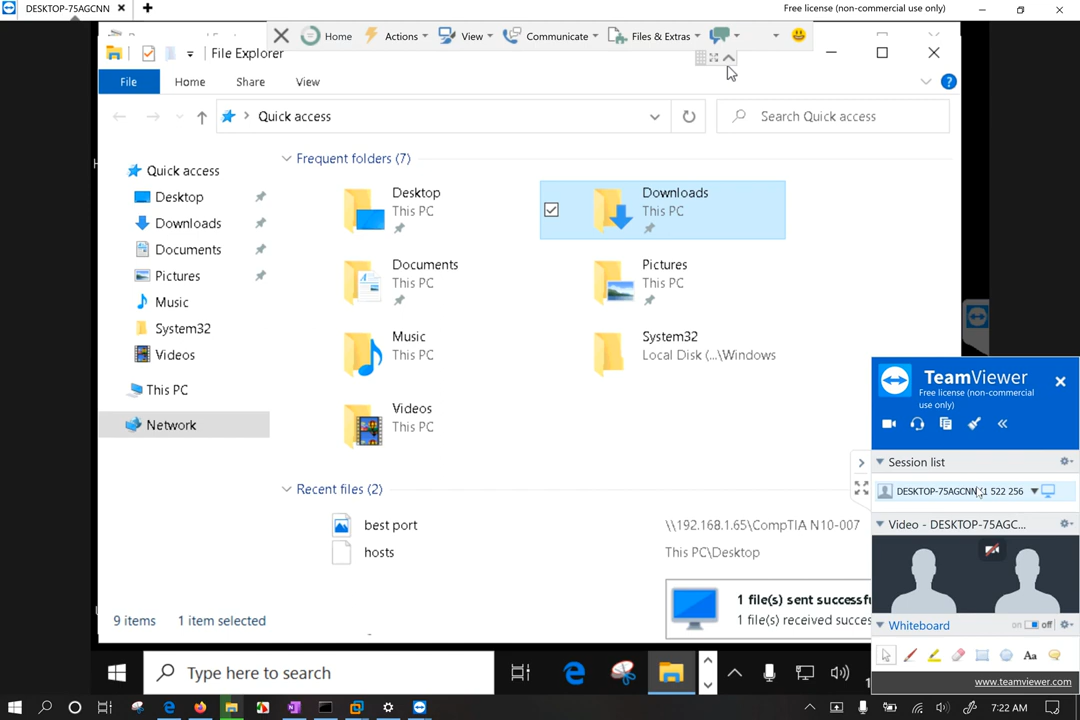 DESKTOP-75AGCNN
Free license (non-commercial use only)
Home
Actions
View
Communicate
Files & Extras
File Explorer
File
Home
Share
View
Quick access
Search Quick access
Quick access
Desktop
Downloads
Documents
Pictures
Music
System32
Videos
This PC
Network
Frequent folders (7)
Desktop
This PC
Downloads
This PC
Documents
This PC
Pictures
This PC
Music
This PC
System32
Local Disk (...\Windows
Videos
This PC
Recent files (2)
best port
\\192.168.1.65\CompTIA N10-007
hosts
This PC\Desktop
9 items
1 item selected
1 file(s) sent
1 file(s) received
TeamViewer
Free license (non-commercial
use only)
Session list
DESKTOP-75AGCNN 522 256
Video - DESKTOP-75AGC...
Whiteboard
on
off
Aa
www.teamviewer.com
Type here to search
7:22 AM